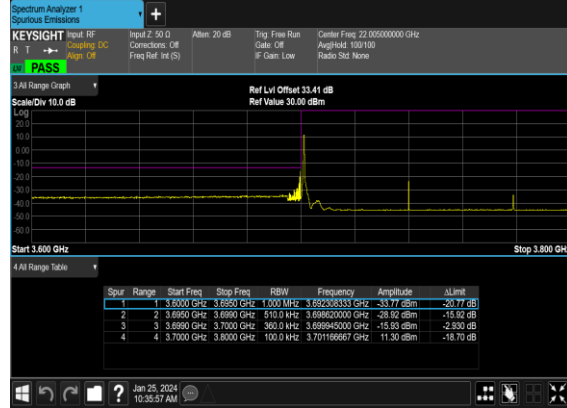 Spectrum Analyzer 1
Spurious Emissions
+
KEYSIGHT Input: RF Input Z: 50 Ω Atten: 20 dB Trig: Free Run Center Freq: 22.005000000 GHz
R T Coupling: DC Corrections: Off Gate: Off Avg|Hold: 100/100
Align: Off Freq Ref: Int (S) IF Gain: Low Radio Std: None
PASS
3 All Range Graph
Ref Lvl Offset 33.41 dB
Scale/Div 10.0 dB Ref Value 30.00 dBm
Log
20.0
10.0
0.00
-10.0
-20.0
-30.0
-40.0
-50.0
-60.0
Start 3.600 GHz Stop 3.800 GHz
4 All Range Table
Spur Range Start Freq Stop Freq RBW Frequency Amplitude ΔLimit
1 1 3.6000 GHz 3.6950 GHz 1.000 MHz 3.692308333 GHz -33.77 dBm -20.77 dB
2 2 3.6950 GHz 3.6990 GHz 510.0 kHz 3.698620000 GHz -28.92 dBm -15.92 dB
3 3 3.6990 GHz 3.7000 GHz 360.0 kHz 3.699945000 GHz -15.93 dBm -2.930 dB
4 4 3.7000 GHz 3.8000 GHz 100.0 kHz 3.701166667 GHz 11.30 dBm -18.70 dB
? Jan 25, 2024
10:35:57 AM